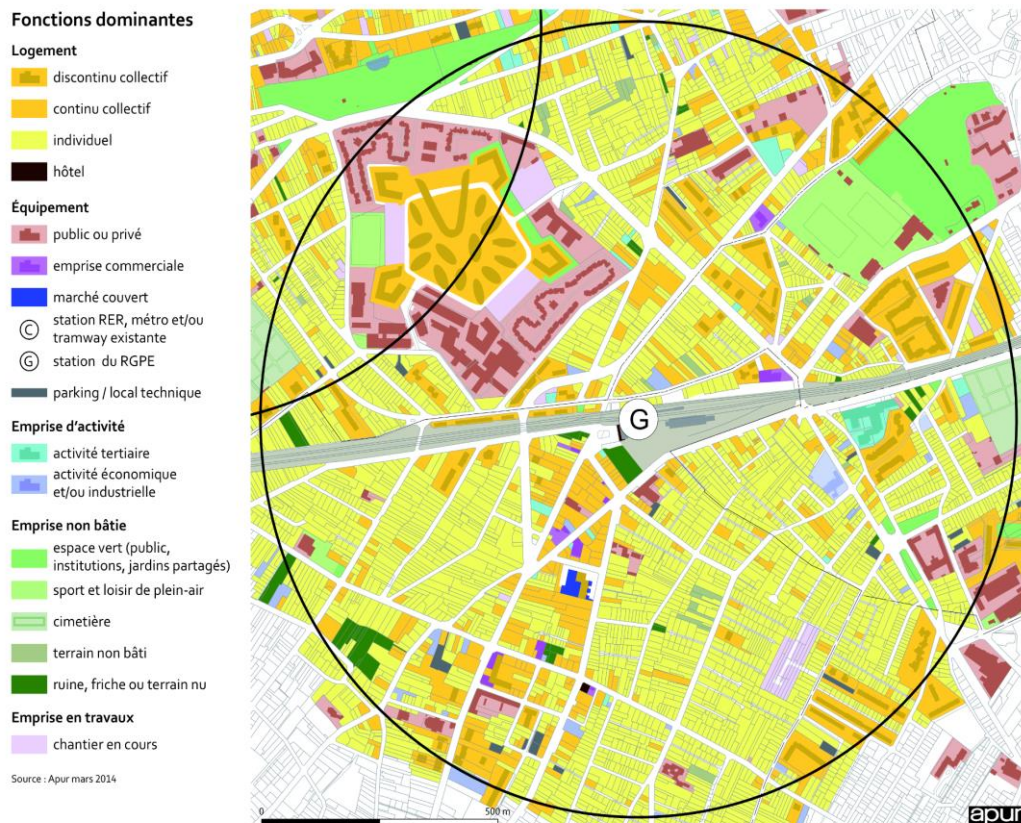 Fonctions dominantes
Logement
discontinu collectif
continu collectif
individuel
hôtel
Équipement
public ou privé
emprise commerciale
marché couvert
C
station RER, métro et/ou
tramway existante
G
station du RGPE
parking / local technique
Emprise d'activité
activité tertiaire
activité économique
et/ou industrielle
Emprise non bâtie
espace vert (public,
institutions, jardins partagés)
sport et loisir de plein-air
cimetière
terrain non bâti
ruine, friche ou terrain nu
Emprise en travaux
chantier en cours
Source : Apur mars 2014
G
0
500 m
apur